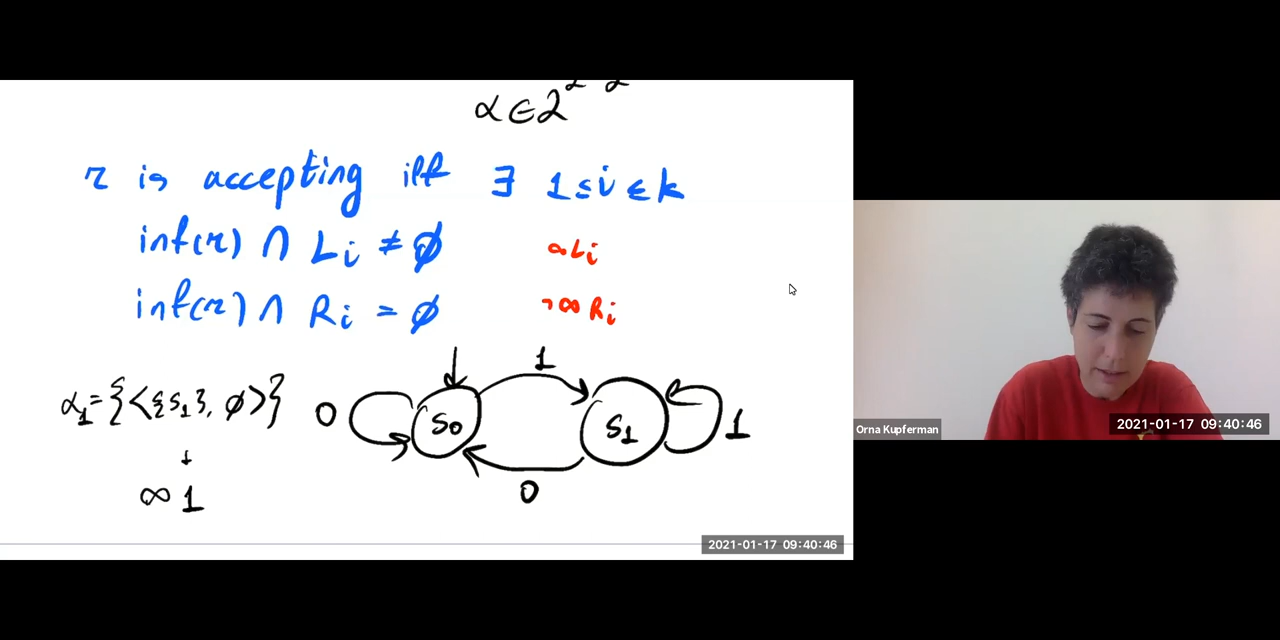 α ∈ 2
r is accepting iff ∃ 1≤i≤k
inf(r) ∩ Li ≠ ∅ ∞Li
inf(r) ∩ Ri = ∅ ¬∞Ri
α1={<{s1},∅>}
∞ 1
0
s0
1
s1
1
0
Orna Kupferman
2021-01-17 09:40:46
2021-01-17 09:40:46